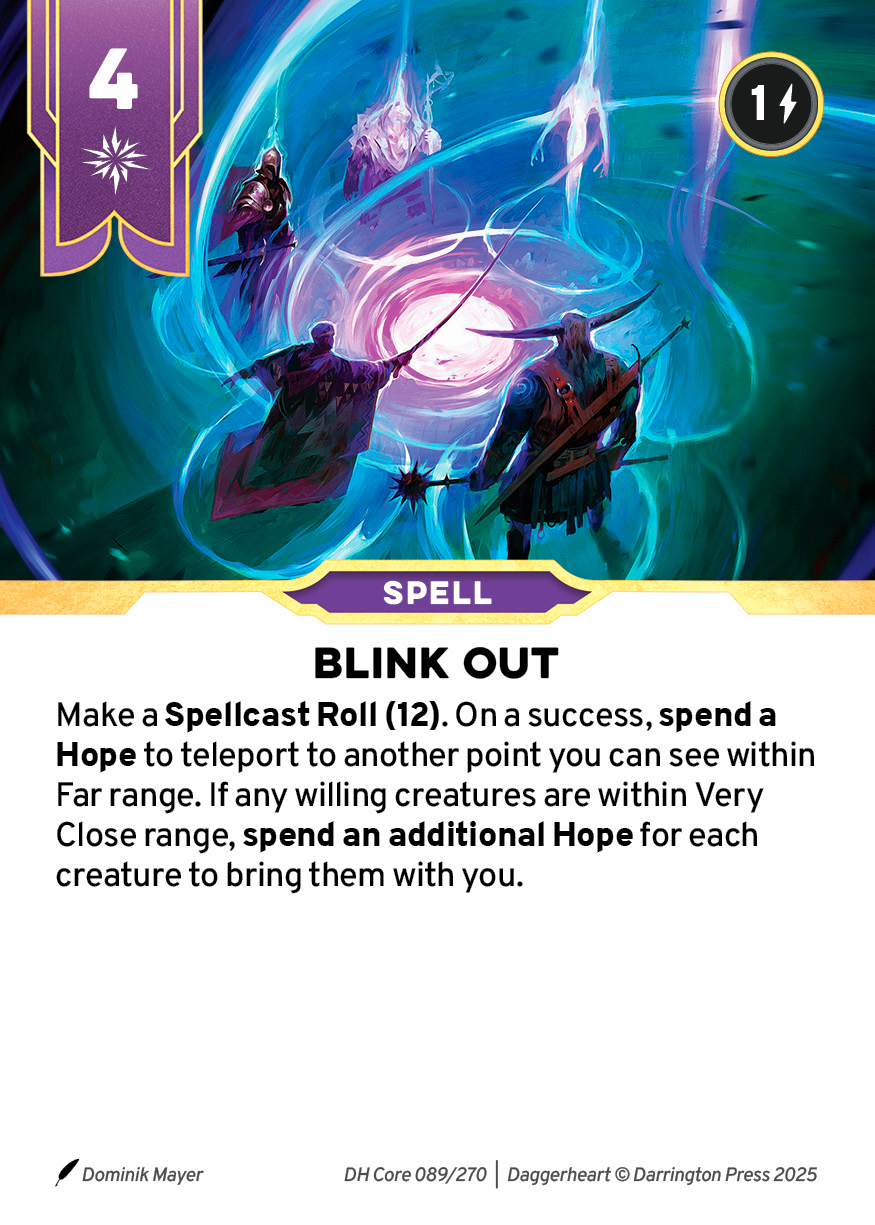 4
1
SPELL
BLINK OUT
Make a Spellcast Roll (12). On a success, spend a
Hope to teleport to another point you can see within
Far range. If any willing creatures are within Very
Close range, spend an additional Hope for each
creature to bring them with you.
Dominik Mayer
DH Core 089/270 | Daggerheart © Darrington Press 2025